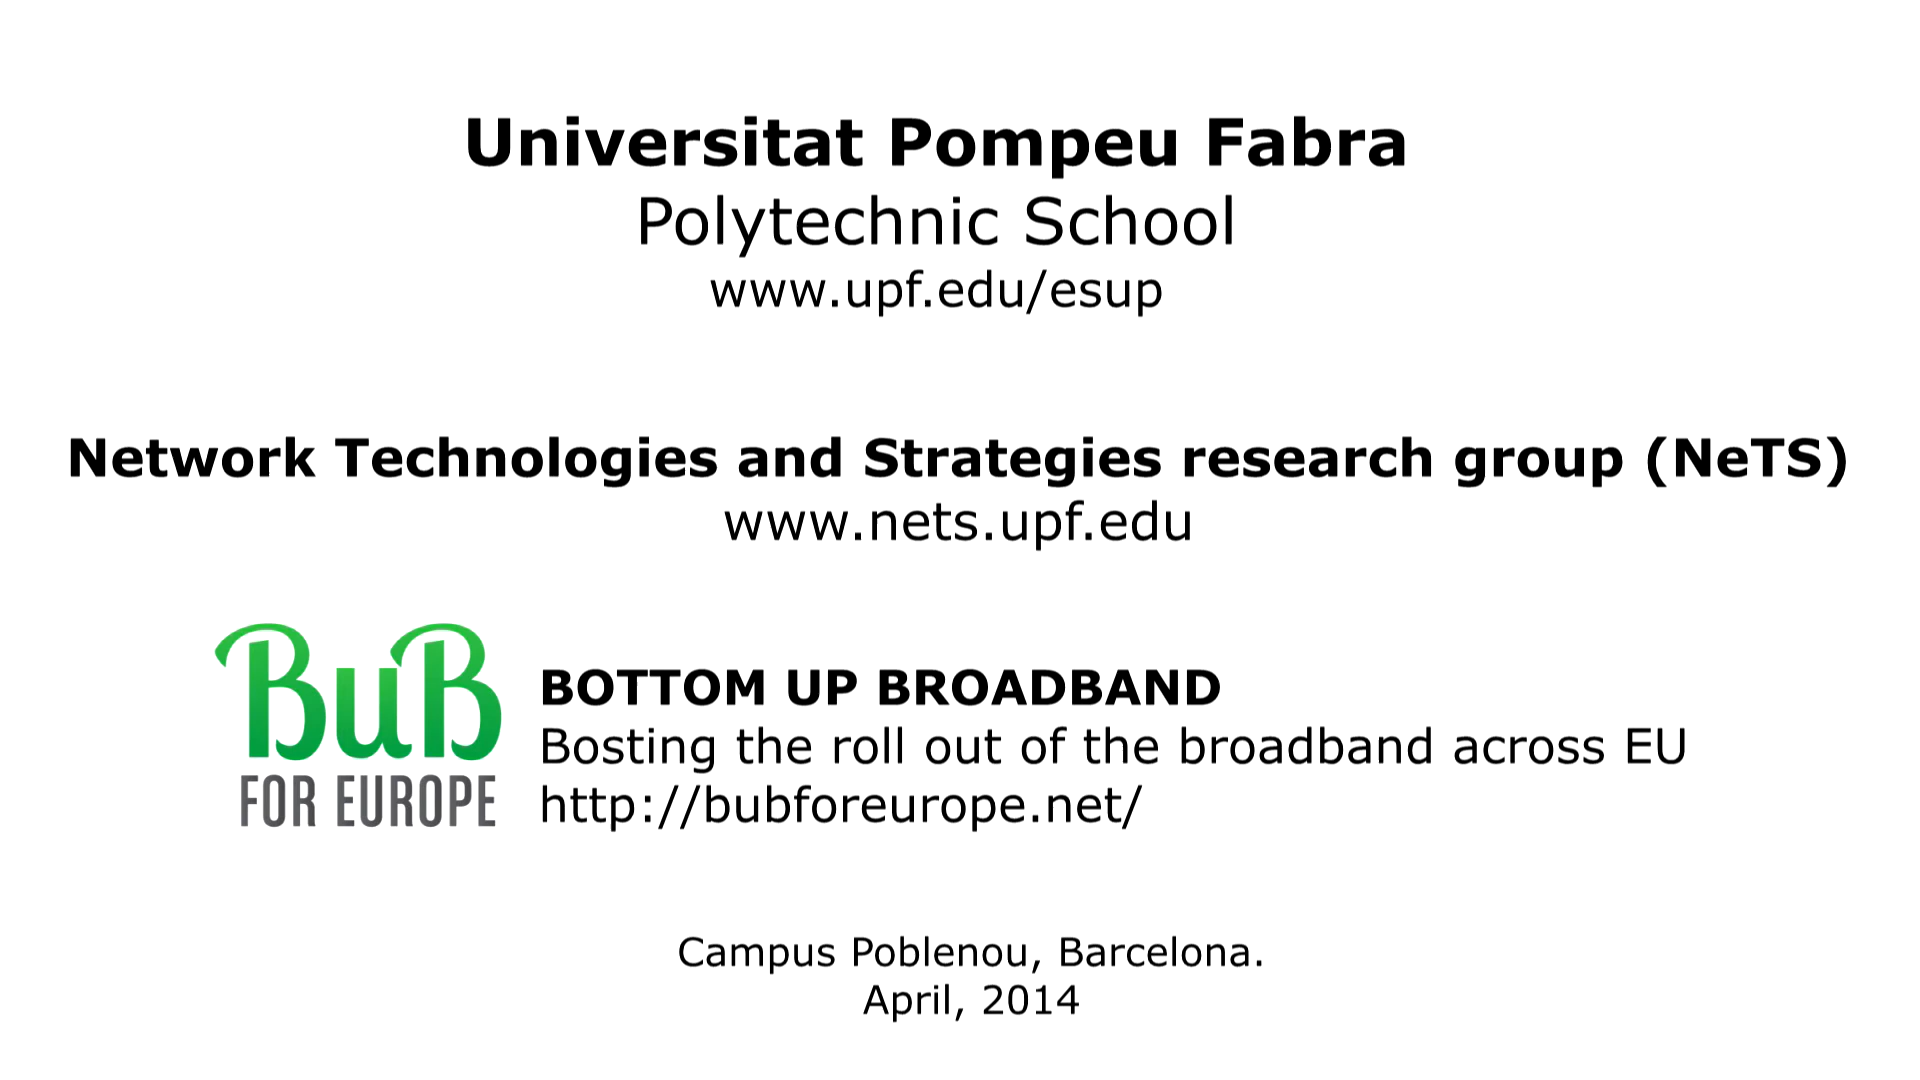 Universitat Pompeu Fabra
Polytechnic School
www.upf.edu/esup
Network Technologies and Strategies research group (NeTS)
www.nets.upf.edu
BuB
FOR EUROPE
BOTTOM UP BROADBAND
Bosting the roll out of the broadband across EU
http://bubforeurope.net/
Campus Poblenou, Barcelona.
April, 2014